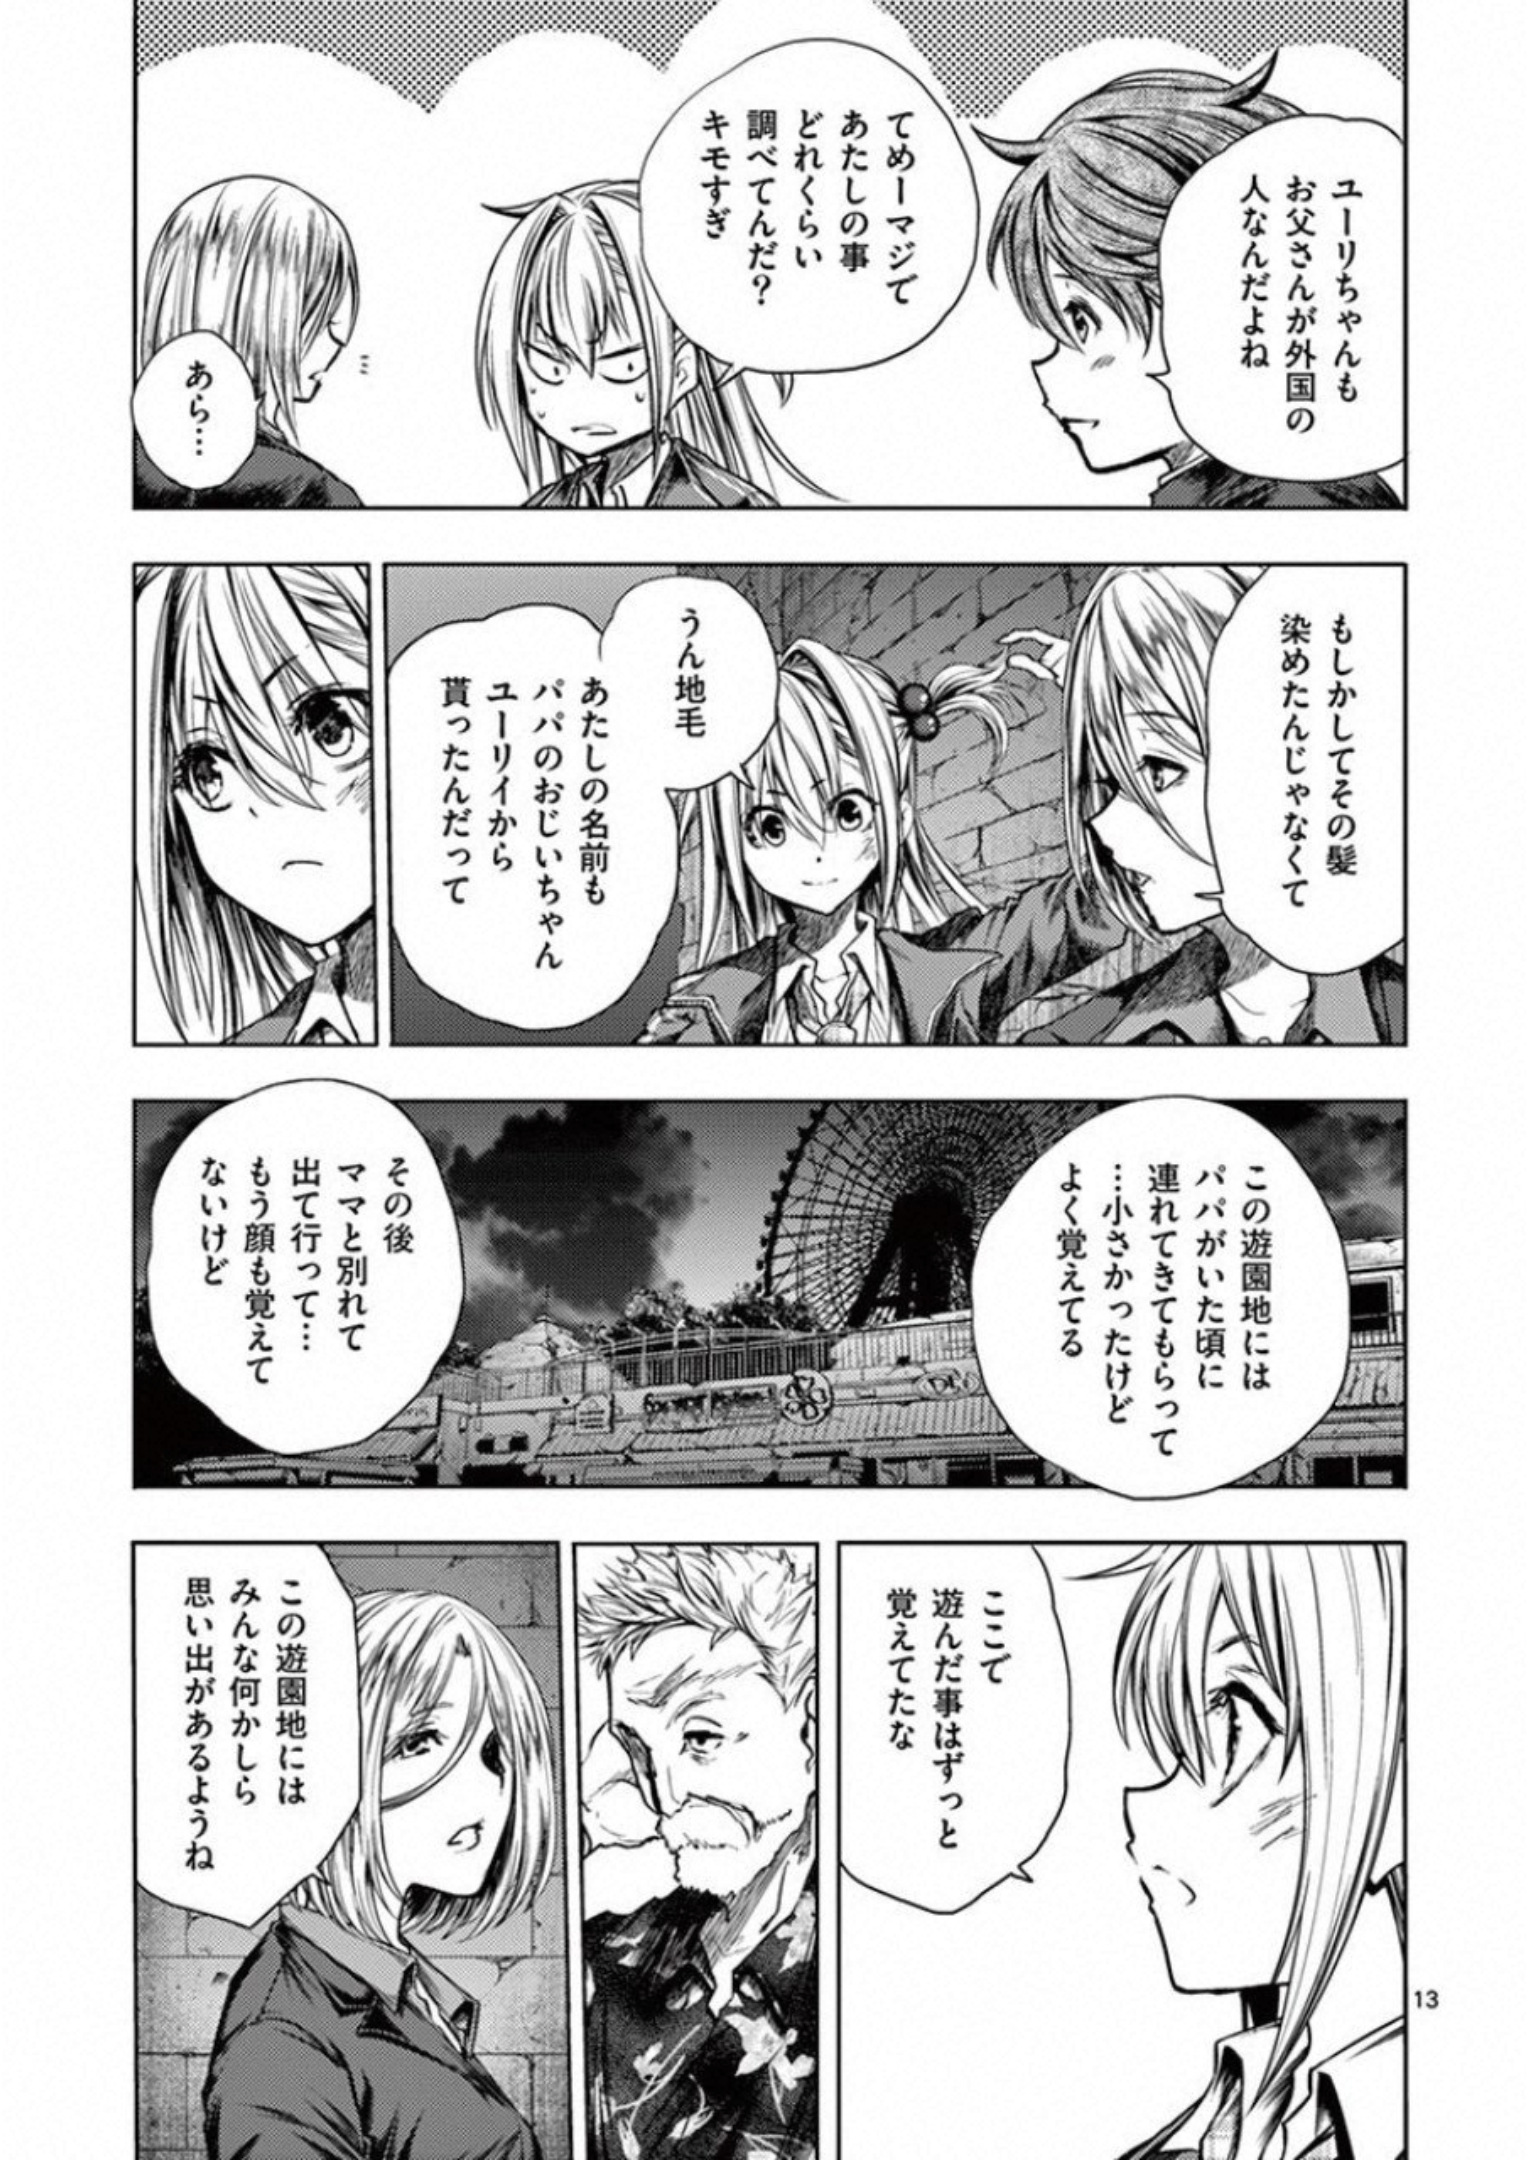 ユーリちゃんも
お父さんが外国の
人なんだよね
てめーマジで
あたしの事
どれくらい
調べてんだ?
キモすぎ
あら…
もしかしてその髪
染めたんじゃなくて
うん地毛
あたしの名前も
パパのおじいちゃん
ユーリイから
貰ったんだって
この遊園地には
パパがいた頃に
連れてきてもらって
…小さかったけど
よく覚えてる
その後
ママと別れて
出て行って…
もう顔も覚えて
ないけど
ここで
遊んだ事はずっと
覚えてたな
この遊園地には
みんな何かしら
思い出があるようね
13